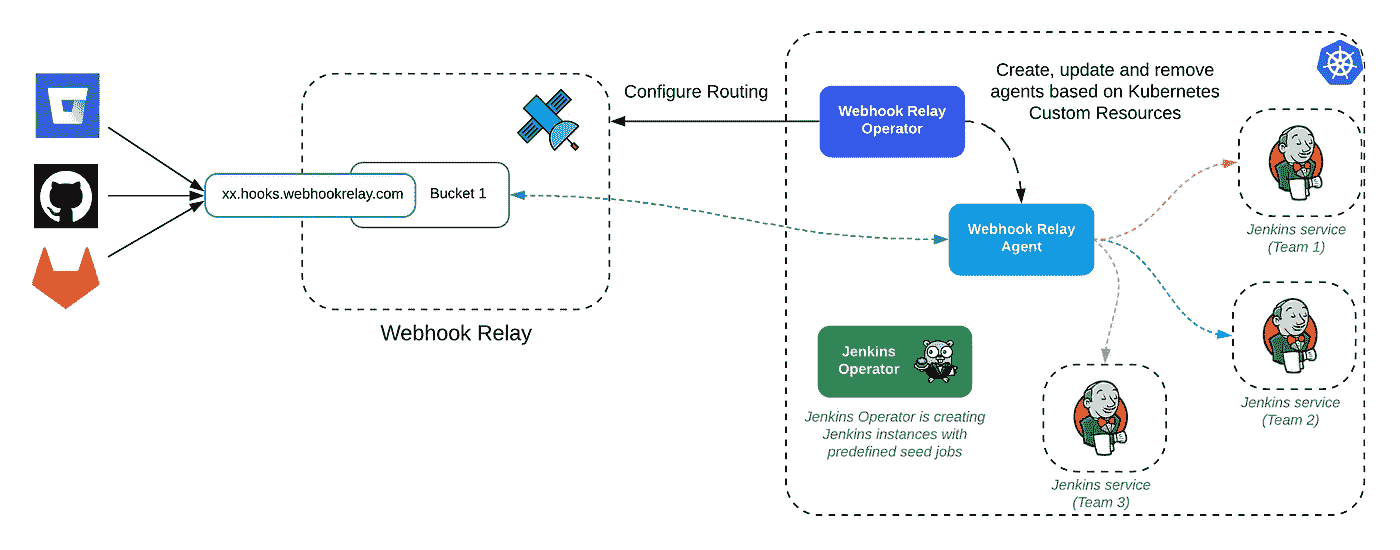 xx.hooks.webhookrelay.com
Bucket 1
Webhook Relay
Configure Routing
Webhook Relay
Operator
Create, update and remove
agents based on Kubernetes
Custom Resources
Webhook Relay
Agent
Jenkins service
(Team 1)
Jenkins service
(Team 2)
Jenkins service
(Team 3)
Jenkins
Operator
Jenkins Operator is creating
Jenkins instances with
predefined seed jobs